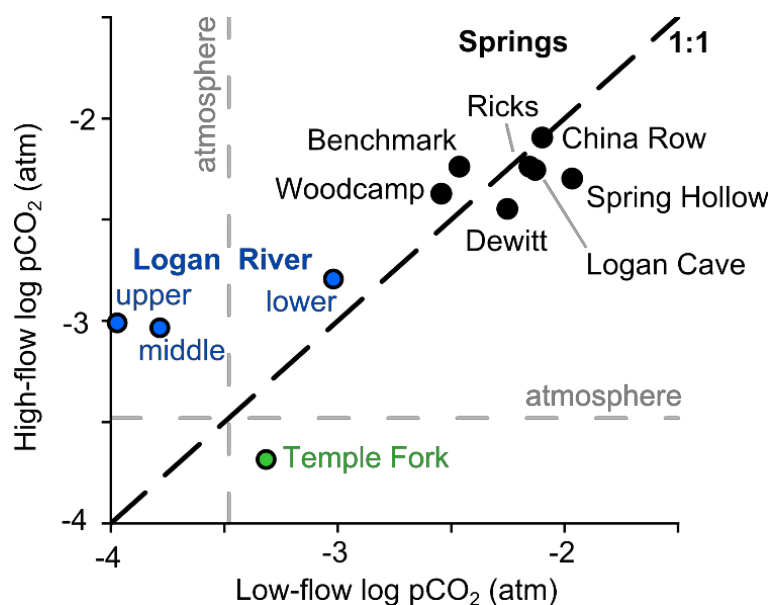 Springs
1:1
atmosphere
-2
Ricks
Benchmark
China Row
Woodcamp
Spring Hollow
Dewitt
Logan Cave
Logan River
upper
lower
-3
middle
atmosphere
Temple Fork
-4
-4
-3
-2
High-flow log pCO₂ (atm)
Low-flow log pCO₂ (atm)